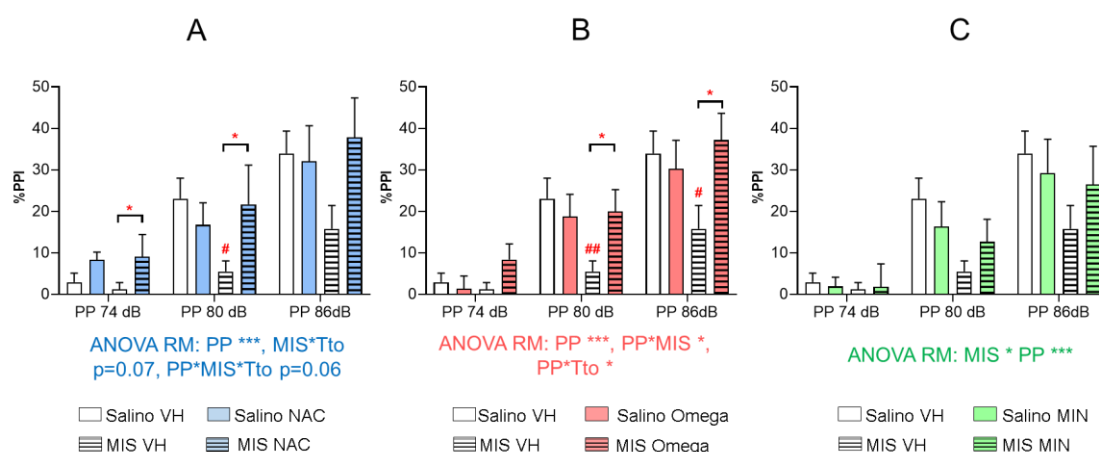 A
B
C
50
40
30
20
10
0
%PPI
*
#
*
PP 74 dB
PP 80 dB
PP 86dB
50
40
30
20
10
0
%PPI
##
*
#
*
PP 74 dB
PP 80 dB
PP 86dB
50
40
30
20
10
0
%PPI
PP 74 dB
PP 80 dB
PP 86dB
ANOVA RM: PP ***, MIS*Tto
p=0.07, PP*MIS*Tto p=0.06
ANOVA RM: PP ***, PP*MIS *,
PP*Tto *
ANOVA RM: MIS * PP ***
Salino VH
Salino NAC
MIS VH
MIS NAC
Salino VH
Salino Omega
MIS VH
MIS Omega
Salino VH
Salino MIN
MIS VH
MIS MIN